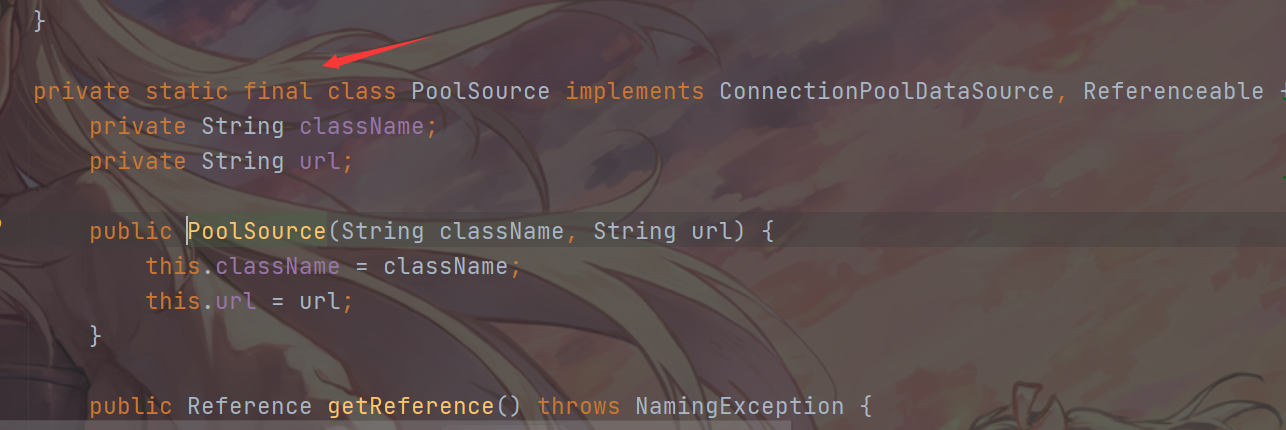 }
private static final class PoolSource implements ConnectionPoolDataSource, Referenceable {
private String className;
private String url;
public PoolSource(String className, String url) {
this.className = className;
this.url = url;
}
public Reference getReference() throws NamingException {